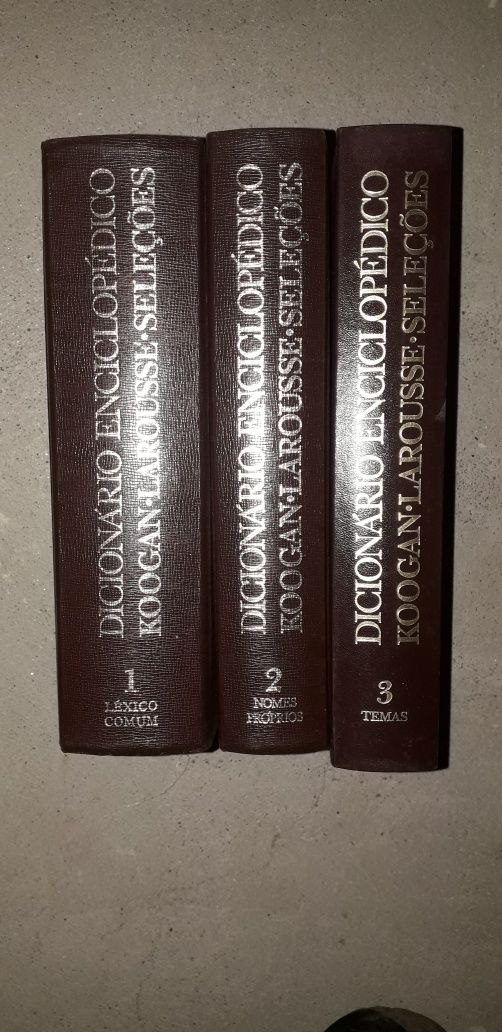 DICIONÁRIO ENCICLOPÉDICO
KOOGAN·LAROUSSE·SELEÇÕES
1
LÉXICO
COMUM
DICIONÁRIO ENCICLOPÉDICO
KOOGAN·LAROUSSE·SELEÇÕES
2
NOMES
PRÓPRIOS
DICIONÁRIO ENCICLOPÉDICO
KOOGAN·LAROUSSE·SELEÇÕES
3
TEMAS